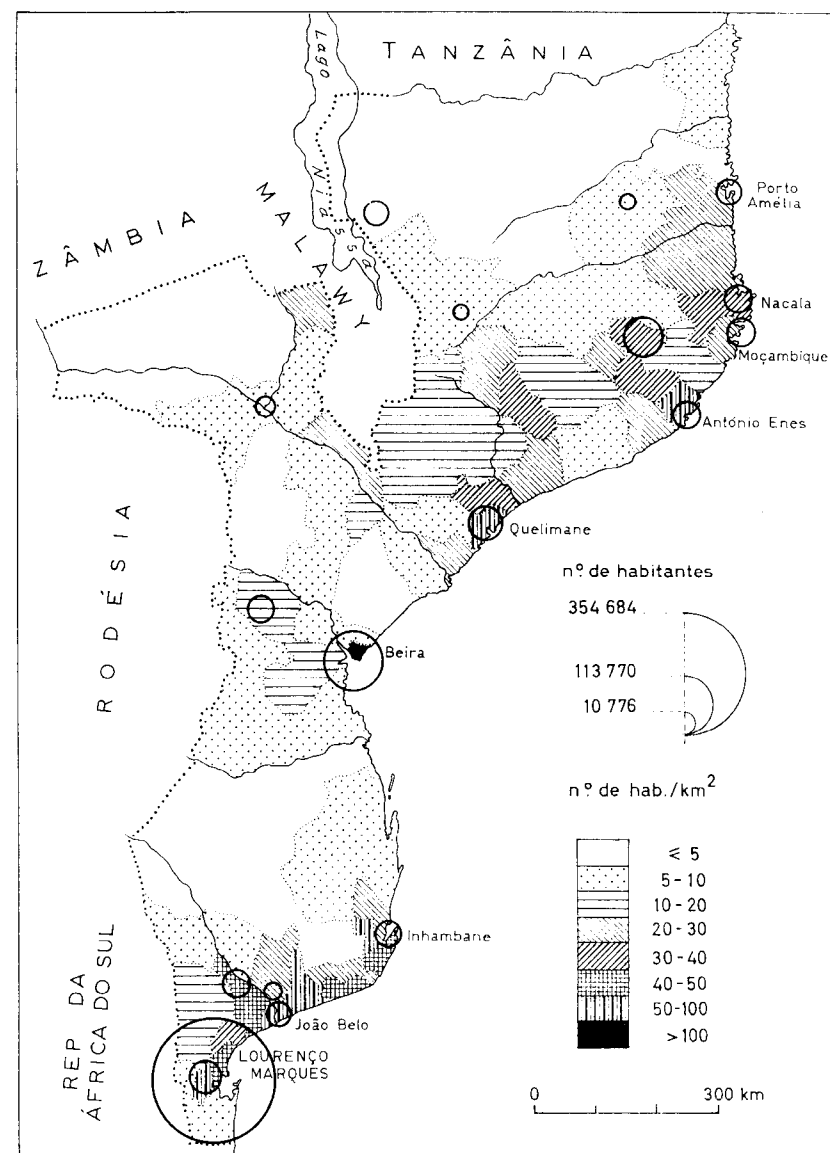 TANZÂNIA
Lago
Niassa
MALAWY
ZÂMBIA
Porto
Amélia
Nacala
Moçambique
António Enes
Quelimane
RODÉSIA
Beira
nº de habitantes
354 684
113 770
10 776
nº de hab./km²
≤ 5
5-10
10-20
20-30
30-40
40-50
50-100
>100
Inhambane
João Belo
LOURENÇO
MARQUES
REP DA
ÁFRICA DO SUL
0 300 km